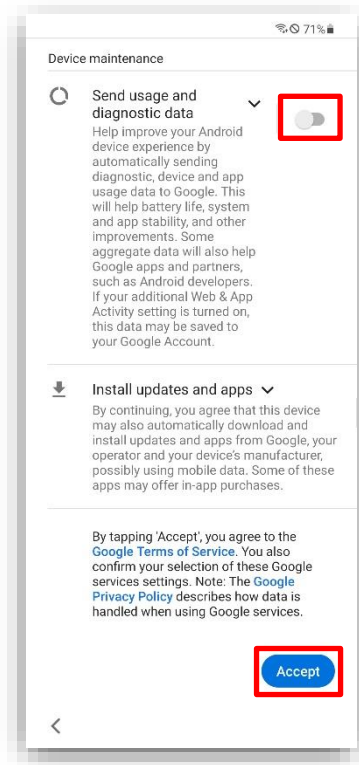 71%
Device maintenance
Send usage and
diagnostic data
Help improve your Android
device experience by
automatically sending
diagnostic, device and app
usage data to Google. This
will help battery life, system
and app stability, and other
improvements. Some
aggregate data will also help
Google apps and partners,
such as Android developers.
If your additional Web & App
Activity setting is turned on,
this data may be saved to
your Google Account.
Install updates and apps
By continuing, you agree that this device
may also automatically download and
install updates and apps from Google, your
operator and your device's manufacturer,
possibly using mobile data. Some of these
apps may offer in-app purchases.
By tapping 'Accept', you agree to the
Google Terms of Service. You also
confirm your selection of these Google
services settings. Note: The Google
Privacy Policy describes how data is
handled when using Google services.
Accept